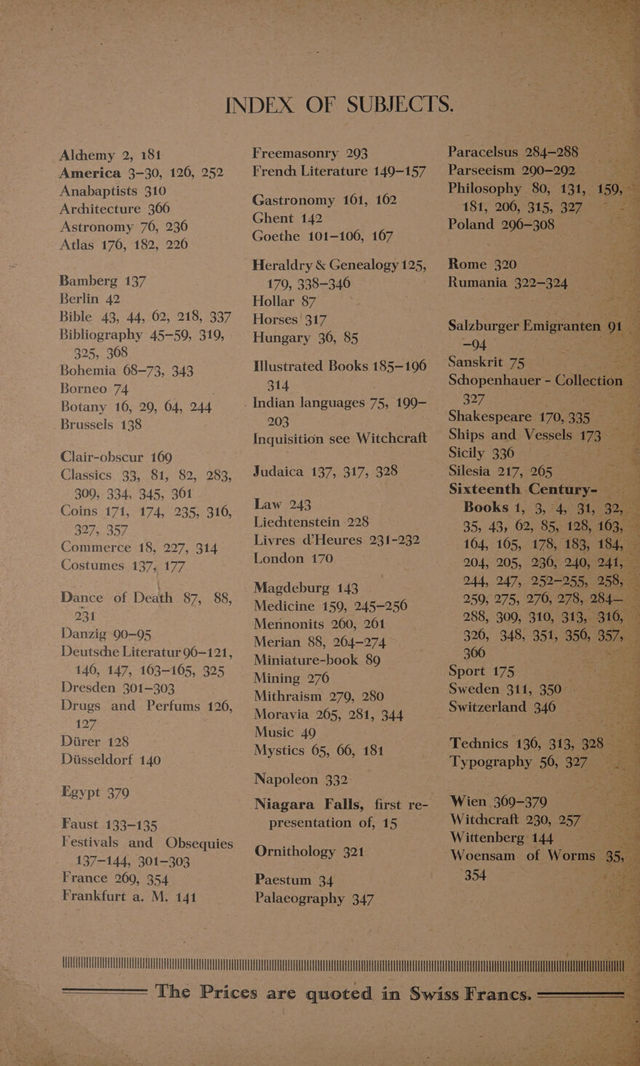 INDEX OF SUBJECTS.
Alchemy 2, 181
America 3–30, 126, 252
Anabaptists 310
Architecture 366
Astronomy 76, 236
Atlas 176, 182, 226
Bamberg 137
Berlin 42
Bible 43, 44, 62, 218, 337
Bibliography 45–59, 319,
325, 368
Bohemia 68–73, 343
Borneo 74
Botany 16, 29, 64, 244
Brussels 138
Clair-obscur 169
Classics 33, 81, 82, 283,
309, 334, 345, 361
Coins 171, 174, 235, 316,
327, 357
Commerce 18, 227, 314
Costumes 137, 177
Dance of Death 87, 88,
231
Danzig 90–95
Deutsche Literatur 96–121,
146, 147, 163–165, 325
Dresden 301–303
Drugs and Perfums 126,
127
Dürer 128
Düsseldorf 140
Egypt 379
Faust 133–135
Festivals and Obsequies
137–144, 301–303
France 269, 354
Frankfurt a. M. 141
Freemasonry 293
French Literature 149–157
Gastronomy 161, 162
Ghent 142
Goethe 101–106, 167
Heraldry & Genealogy 125,
179, 338–346
Hollar 87
Horses 317
Hungary 36, 85
Illustrated Books 185–196
314
Indian languages 75, 199–
203
Inquisition see Witchcraft
Judaica 137, 317, 328
Law 243
Liechtenstein 228
Livres d'Heures 231-232
London 170
Magdeburg 143
Medicine 159, 245–256
Mennonits 260, 261
Merian 88, 264–274
Miniature-book 89
Mining 276
Mithraism 279, 280
Moravia 265, 281, 344
Music 49
Mystics 65, 66, 181
Napoleon 332
Niagara Falls, first re-
presentation of, 15
Ornithology 321
Paestum 34
Palaeography 347
Paracelsus 284–288
Parseeism 290–292
Philosophy 80, 131, 159,
181, 206, 315, 327
Poland 296–308
Rome 320
Rumania 322–324
Salzburger Emigranten 91
–94
Sanskrit 75
Schopenhauer - Collection
327
Shakespeare 170, 335
Ships and Vessels 173
Sicily 336
Silesia 217, 265
Sixteenth Century-
Books 1, 3, 4, 31, 32,
35, 43, 62, 85, 128, 163,
164, 165, 178, 183, 184,
204, 205, 236, 240, 241,
244, 247, 252–255, 258,
259, 275, 276, 278, 284–
288, 309, 310, 313, 316,
326, 348, 351, 356, 357,
366
Sport 175
Sweden 311, 350
Switzerland 346
Technics 136, 313, 328
Typography 56, 327
Wien 369–379
Witchcraft 230, 257
Wittenberg 144
Woensam of Worms 35,
354
The Prices are quoted in Swiss Francs.